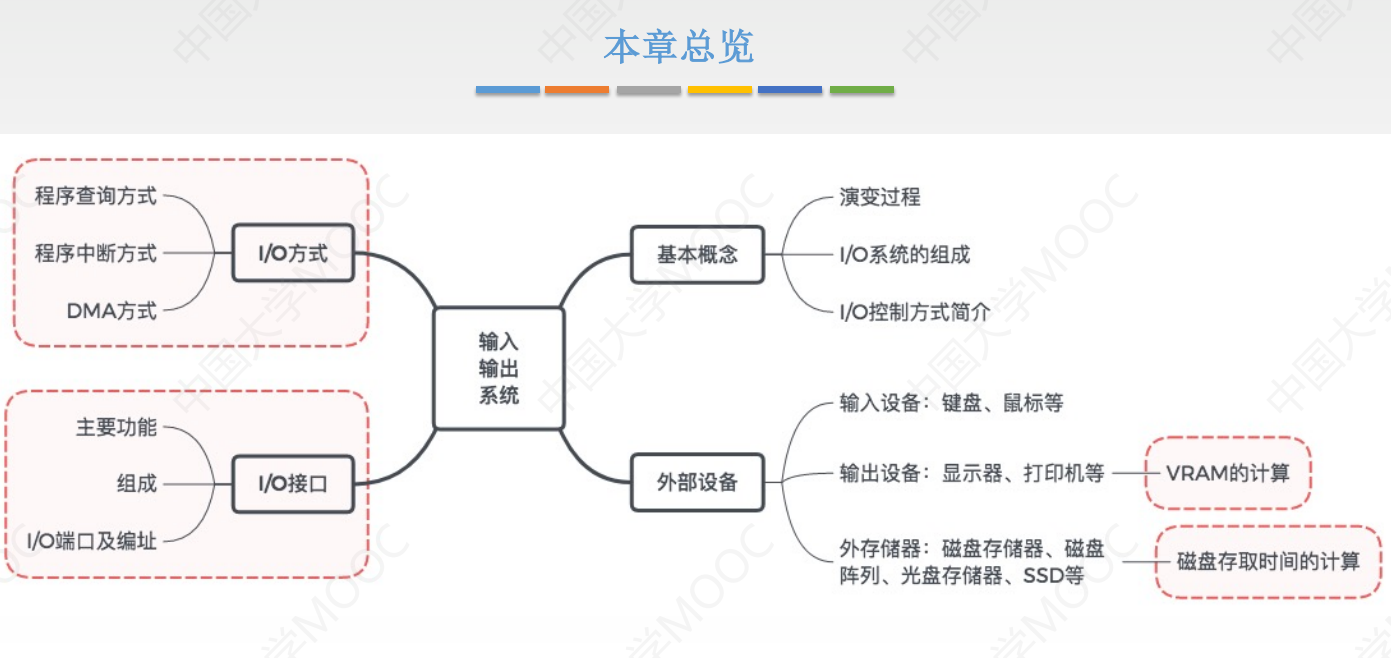 本章总览
程序查询方式
程序中断方式
DMA方式
I/O方式
主要功能
组成
I/O端口及编址
I/O接口
输入
输出
系统
基本概念
演变过程
I/O系统的组成
I/O控制方式简介
外部设备
输入设备：键盘、鼠标等
输出设备：显示器、打印机等
VRAM的计算
外存储器：磁盘存储器、磁盘
阵列、光盘存储器、SSD等
磁盘存取时间的计算
中国大学MOOC